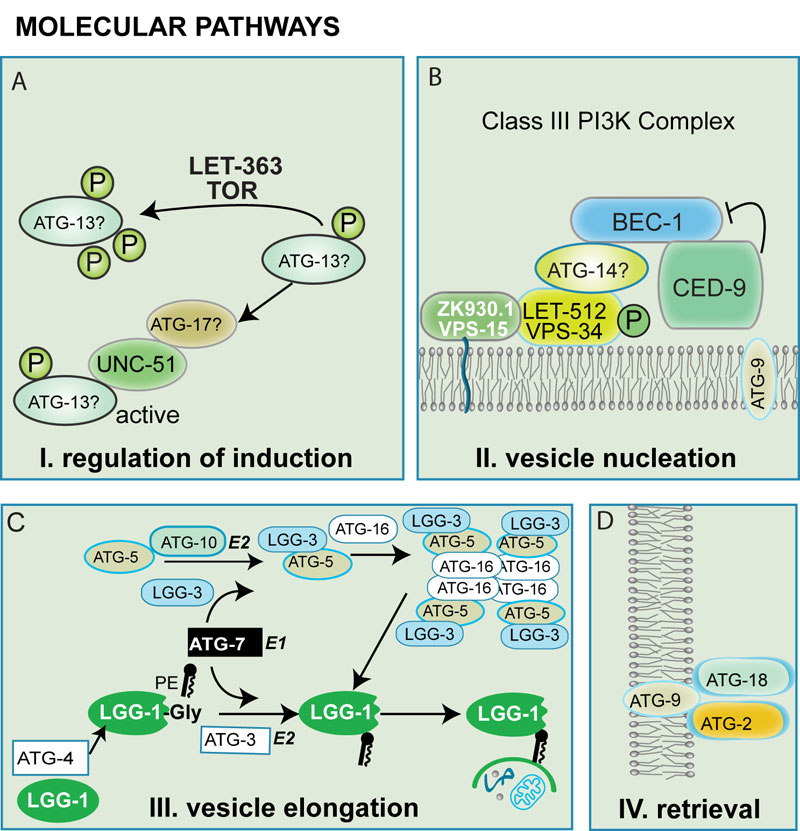 MOLECULAR PATHWAYS
A
LET-363
TOR
P
ATG-13?
P
P
P
ATG-13?
ATG-17?
P
UNC-51
ATG-13?
active
I. regulation of induction
B
Class III PI3K Complex
BEC-1
ATG-14?
CED-9
ZK930.1
VPS-15
LET-512
VPS-34
P
ATG-9
II. vesicle nucleation
C
ATG-5
ATG-10
E2
LGG-3
LGG-3
ATG-5
ATG-16
LGG-3
LGG-3
ATG-5
ATG-5
ATG-16
ATG-16
ATG-16
ATG-16
ATG-5
ATG-5
LGG-3
LGG-3
ATG-7
E1
PE
LGG-1
-Gly
ATG-3
E2
LGG-1
LGG-1
ATG-4
LGG-1
III. vesicle elongation
D
ATG-18
ATG-9
ATG-2
IV. retrieval